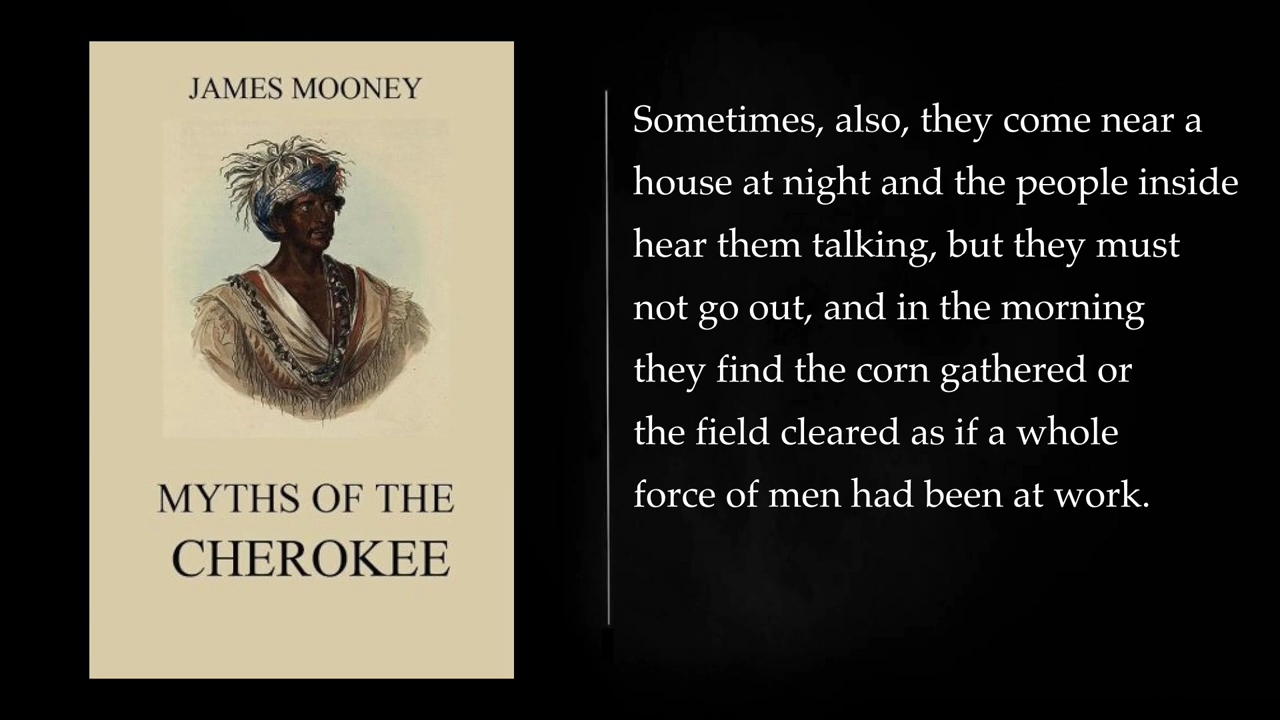 JAMES MOONEY
MYTHS OF THE
CHEROKEE
Sometimes, also, they come near a
house at night and the people inside
hear them talking, but they must
not go out, and in the morning
they find the corn gathered or
the field cleared as if a whole
force of men had been at work.